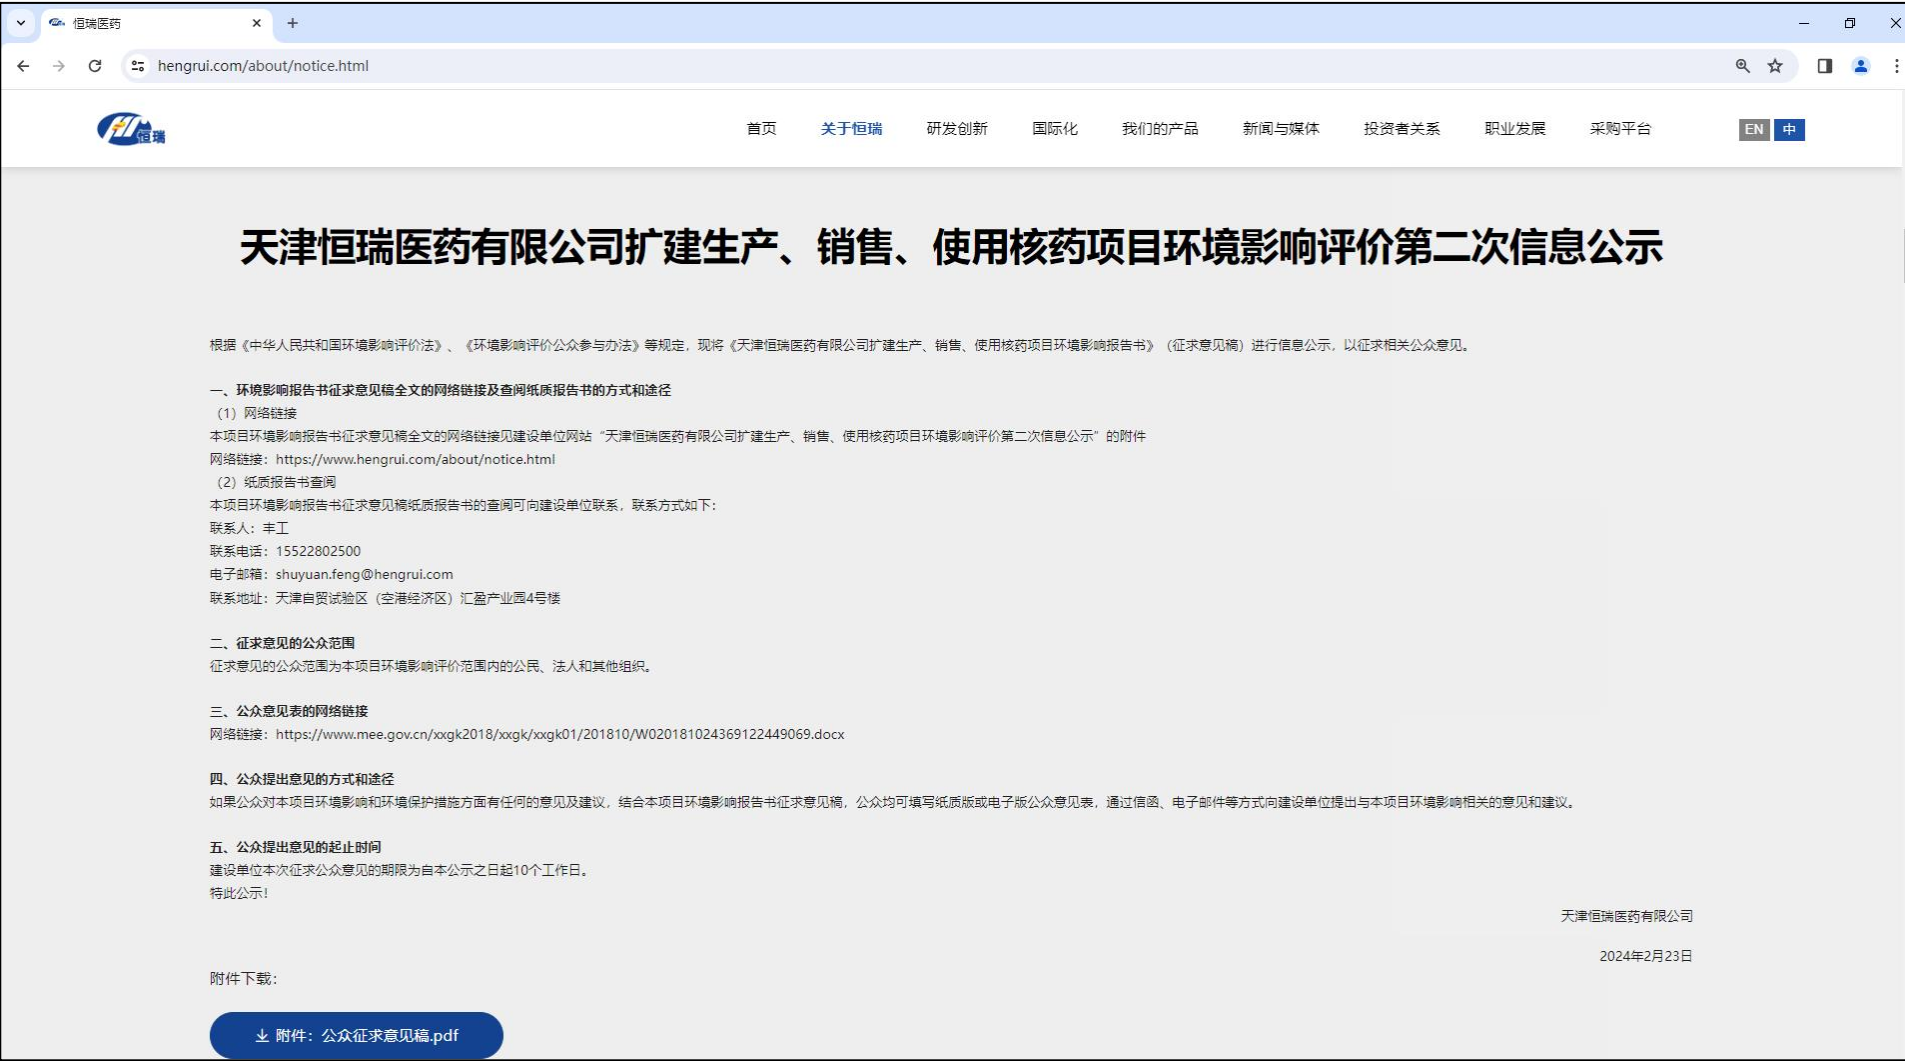 恒瑞医药
hengrui.com/about/notice.html
恒瑞
首页 关于恒瑞 研发创新 国际化 我们的产品 新闻与媒体 投资者关系 职业发展 采购平台 EN 中
天津恒瑞医药有限公司扩建生产、销售、使用核药项目环境影响评价第二次信息公示
根据《中华人民共和国环境影响评价法》、《环境影响评价公众参与办法》等规定，现将《天津恒瑞医药有限公司扩建生产、销售、使用核药项目环境影响报告书》（征求意见稿）进行信息公示，以征求相关公众意见。
一、环境影响报告书征求意见稿全文的网络链接及查阅纸质报告书的方式和途径
（1）网络链接
本项目环境影响报告书征求意见稿全文的网络链接见建设单位网站“天津恒瑞医药有限公司扩建生产、销售、使用核药项目环境影响评价第二次信息公示”的附件
网络链接：https://www.hengrui.com/about/notice.html
（2）纸质报告书查阅
本项目环境影响报告书征求意见稿纸质报告书的查阅可向建设单位联系，联系方式如下：
联系人：丰工
联系电话：15522802500
电子邮箱：shuyuan.feng@hengrui.com
联系地址：天津自贸试验区（空港经济区）汇盈产业园4号楼
二、征求意见的公众范围
征求意见的公众范围为本项目环境影响评价范围内的公民、法人和其他组织。
三、公众意见表的网络链接
网络链接：https://www.mee.gov.cn/xxgk2018/xxgk/xxgk01/201810/W020181024369122449069.docx
四、公众提出意见的方式和途径
如果公众对本项目环境影响和环境保护措施方面有任何的意见及建议，结合本项目环境影响报告书征求意见稿，公众均可填写纸质版或电子版公众意见表，通过信函、电子邮件等方式向建设单位提出与本项目环境影响相关的意见和建议。
五、公众提出意见的起止时间
建设单位本次征求公众意见的期限为自本公示之日起10个工作日。
特此公示！
天津恒瑞医药有限公司
2024年2月23日
附件下载：
附件：公众征求意见稿.pdf